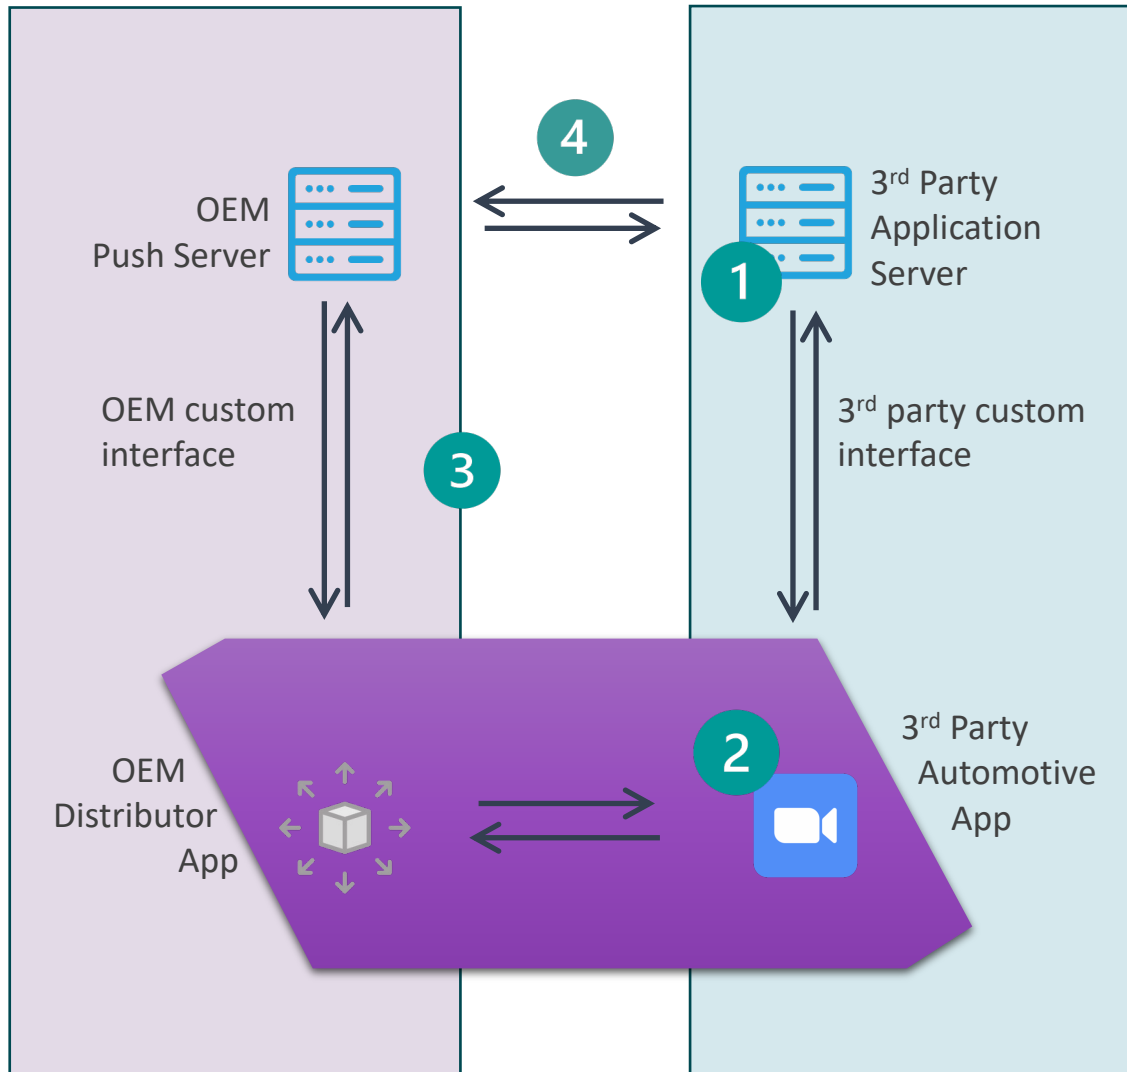 4
OEM
Push Server
3rd Party
Application
Server
1
OEM custom
interface
3rd party custom
interface
3
2
OEM
Distributor
App
3rd Party
Automotive
App